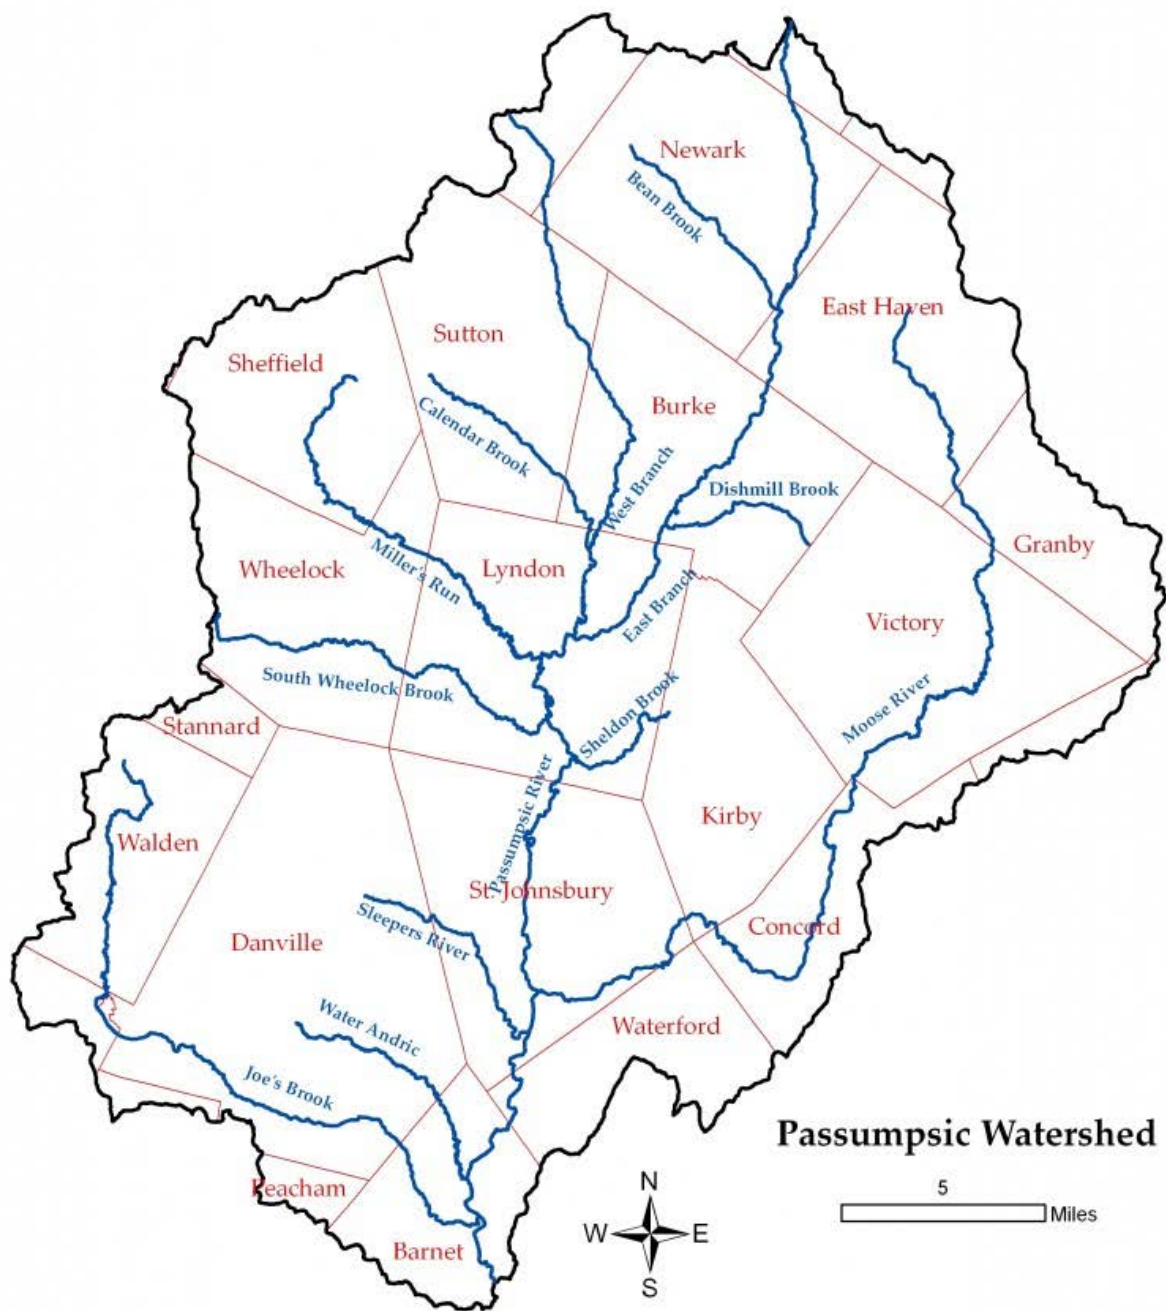 Newark
Bean Brook
East Haven
Sutton
Sheffield
Burke
Calendar Brook
West Branch
Dishmill Brook
Granby
Wheelock
Miller's Run
Lyndon
East Branch
Victory
South Wheelock Brook
Sheldon Brook
Moose River
Stannard
Passumpsic River
Kirby
Walden
St. Johnsbury
Sleepers River
Concord
Danville
Waterford
Water Andric
Joe's Brook
Peacham
Barnet
Passumpsic Watershed
5
Miles
N
W E
S